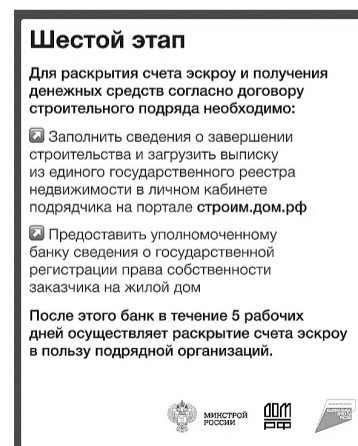 Шестой этап
Для раскрытия счета эскроу и получения
денежных средств согласно договору
строительного подряда необходимо:
Заполнить сведения о завершении
строительства и загрузить выписку
из единого государственного реестра
недвижимости в личном кабинете
подрядчика на портале строим.дом.рф
Предоставить уполномоченному
банку сведения о государственной
регистрации права собственности
заказчика на жилой дом
После этого банк в течение 5 рабочих
дней осуществляет раскрытие счета эскроу
в пользу подрядной организаций.
МИНСТРОЙ
РОССИИ
ДОМ
РФ